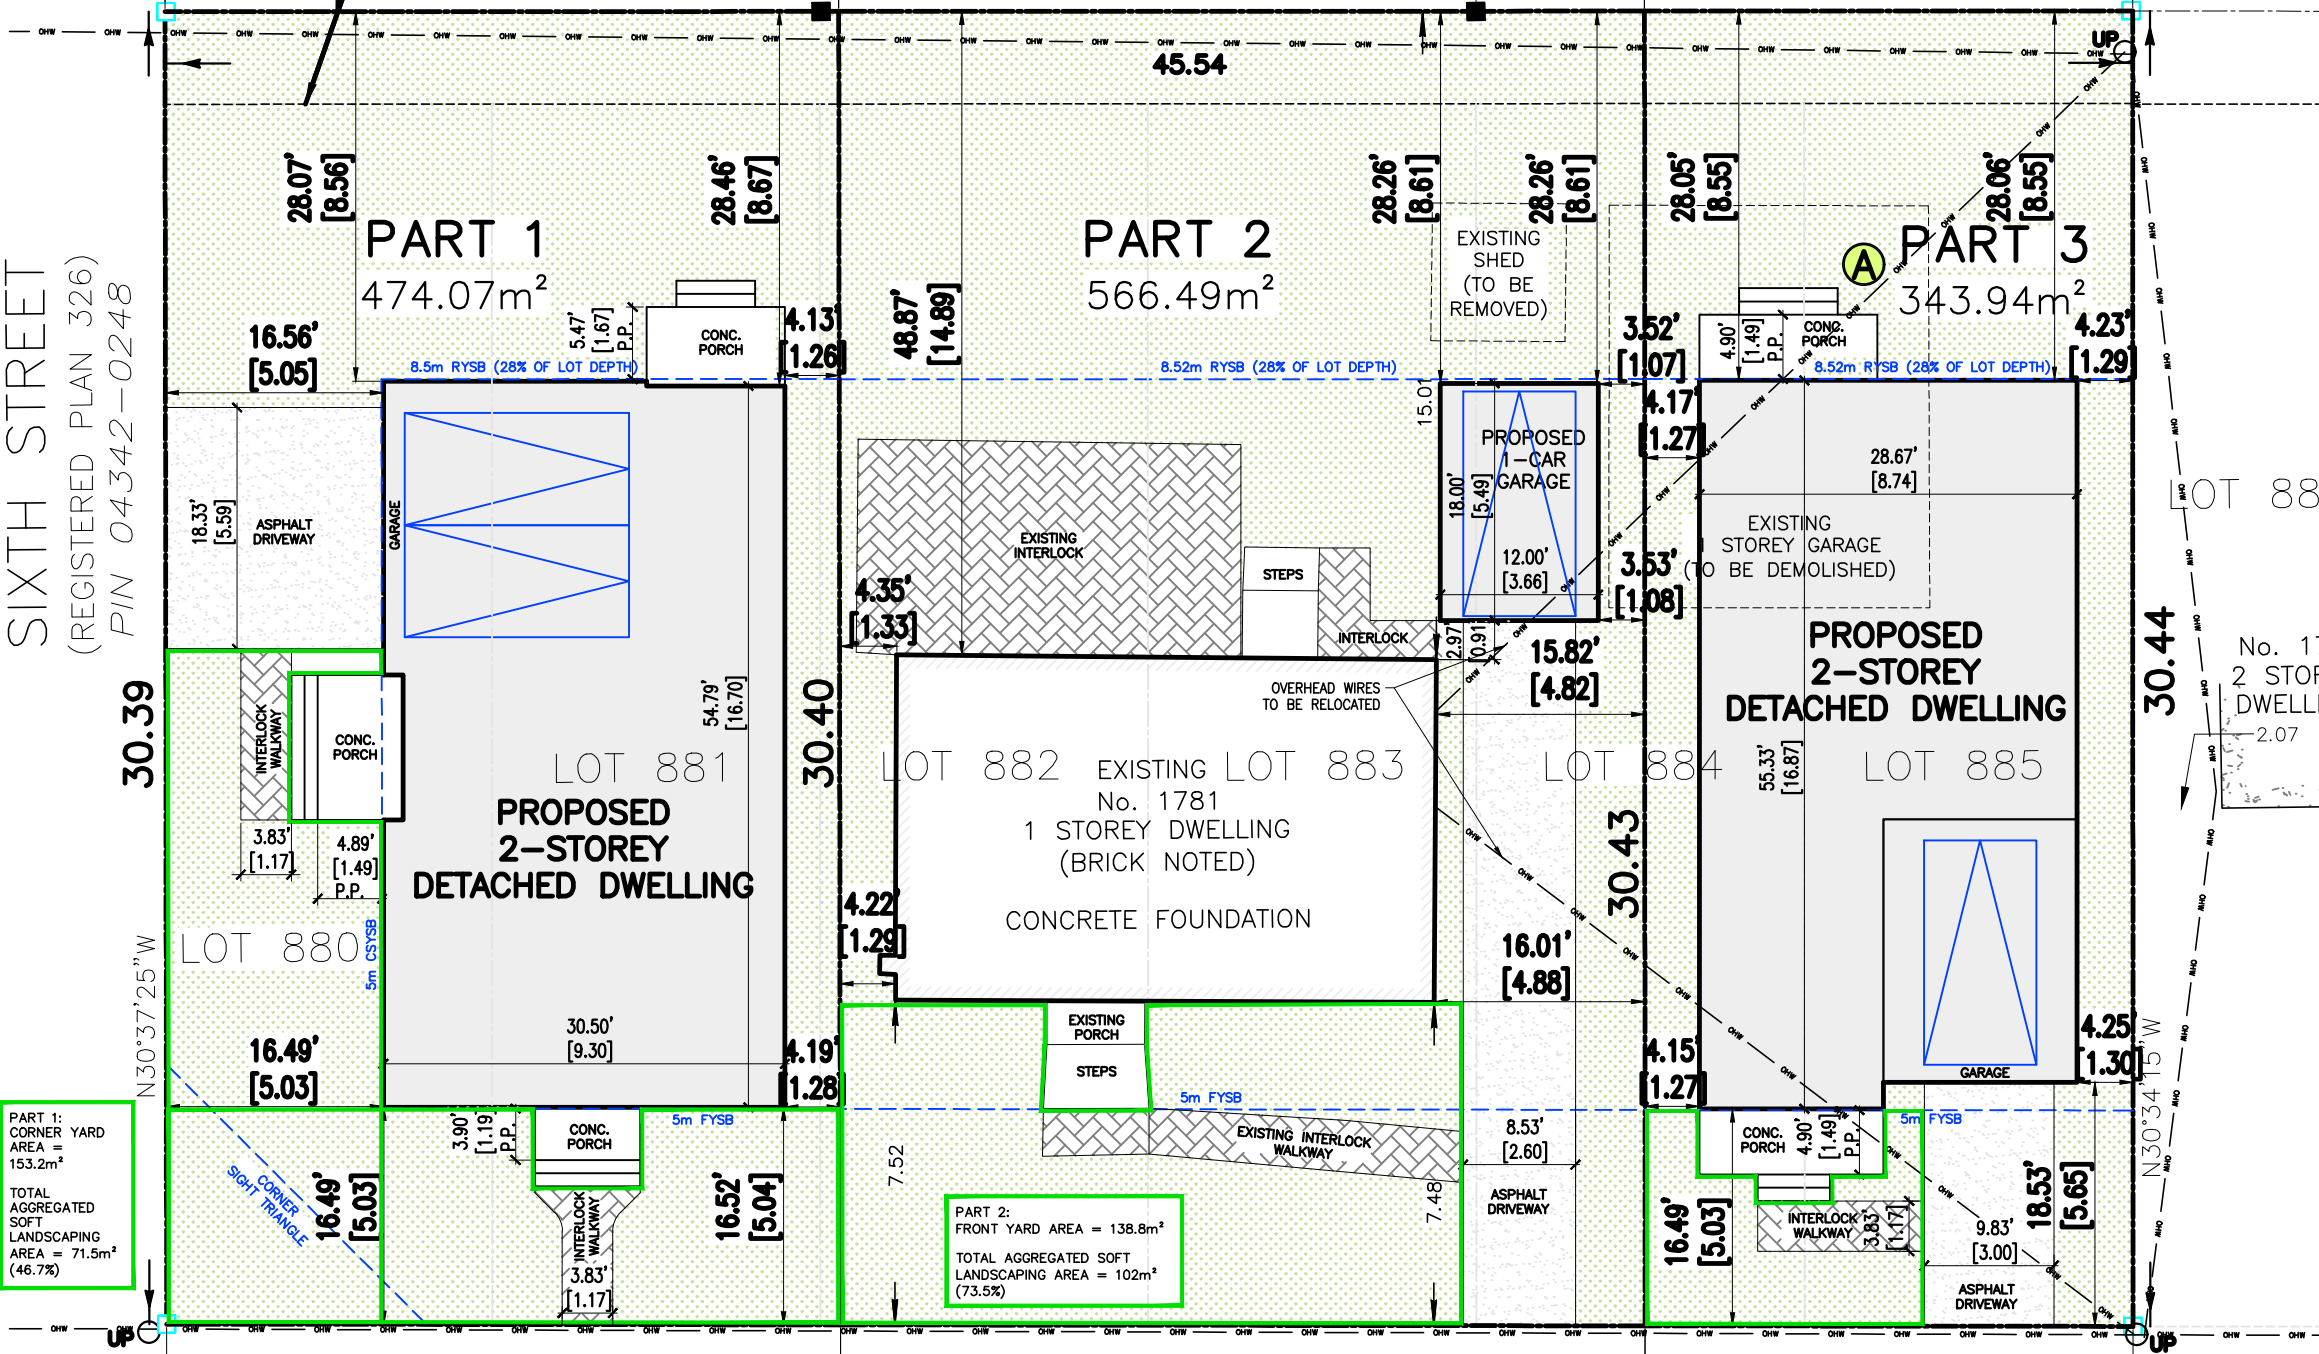 OHW
45.54
UP
28.07'
[8.56]
28.46'
[8.67]
28.26'
[8.61]
28.26'
[8.61]
28.05'
[8.55]
28.06'
[8.55]
PART 1
474.07m²
PART 2
566.49m²
PART 3
343.94m²
A
EXISTING
SHED
(TO BE
REMOVED)
SIXTH STREET
(REGISTERED PLAN 326)
PIN 04342-0248
16.56'
[5.05]
5.47'
[1.67]
P.P.
CONC.
PORCH
4.13'
[1.26]
48.87'
[14.89]
3.52'
[1.07]
4.90'
[1.49]
P.P.
CONC.
PORCH
4.23'
[1.29]
8.5m RYSB (28% OF LOT DEPTH)
8.52m RYSB (28% OF LOT DEPTH)
8.52m RYSB (28% OF LOT DEPTH)
15.01
4.17'
[1.27]
18.33'
[5.59]
ASPHALT
DRIVEWAY
GARAGE
EXISTING
INTERLOCK
PROPOSED
1-CAR
GARAGE
18.00'
[5.49]
12.00'
[3.66]
28.67'
[8.74]
LOT 88
EXISTING
1 STOREY GARAGE
(TO BE DEMOLISHED)
STEPS
3.53'
[1.08]
4.35'
[1.33]
INTERLOCK
2.97'
[0.91]
15.82'
[4.82]
PROPOSED
2-STOREY
DETACHED DWELLING
30.44
No. 17
2 STOR
DWELLI
2.07
OVERHEAD WIRES
TO BE RELOCATED
30.39
INTERLOCK
WALKWAY
CONC.
PORCH
54.79'
[16.70]
30.40
LOT 881
LOT 882
LOT 883
LOT 884
LOT 885
55.33'
[16.87]
EXISTING
No. 1781
1 STOREY DWELLING
(BRICK NOTED)
CONCRETE FOUNDATION
PROPOSED
2-STOREY
DETACHED DWELLING
3.83'
[1.17]
4.89'
[1.49]
P.P.
30.43
4.22'
[1.29]
LOT 880
5m CSYSB
N30°37'25"W
16.01'
[4.88]
16.49'
[5.03]
30.50'
[9.30]
4.19'
[1.28]
EXISTING
PORCH
STEPS
4.15'
[1.27]
GARAGE
4.25'
[1.30]
N30°34'15"W
PART 1:
CORNER YARD
AREA =
153.2m²
TOTAL
AGGREGATED
SOFT
LANDSCAPING
AREA = 71.5m²
(46.7%)
CORNER
SIGHT TRIANGLE
16.49'
[5.03]
3.90'
[1.19]
P.P.
CONC.
PORCH
5m FYSB
INTERLOCK
WALKWAY
3.83'
[1.17]
16.52'
[5.04]
7.52
5m FYSB
EXISTING INTERLOCK
WALKWAY
PART 2:
FRONT YARD AREA = 138.8m²
TOTAL AGGREGATED SOFT
LANDSCAPING AREA = 102m²
(73.5%)
7.48
8.53'
[2.60]
ASPHALT
DRIVEWAY
16.49'
[5.03]
CONC.
PORCH
4.90'
[1.49]
P.P.
5m FYSB
INTERLOCK
WALKWAY
3.83'
[1.17]
9.83'
[3.00]
18.53'
[5.65]
ASPHALT
DRIVEWAY
UP
UP